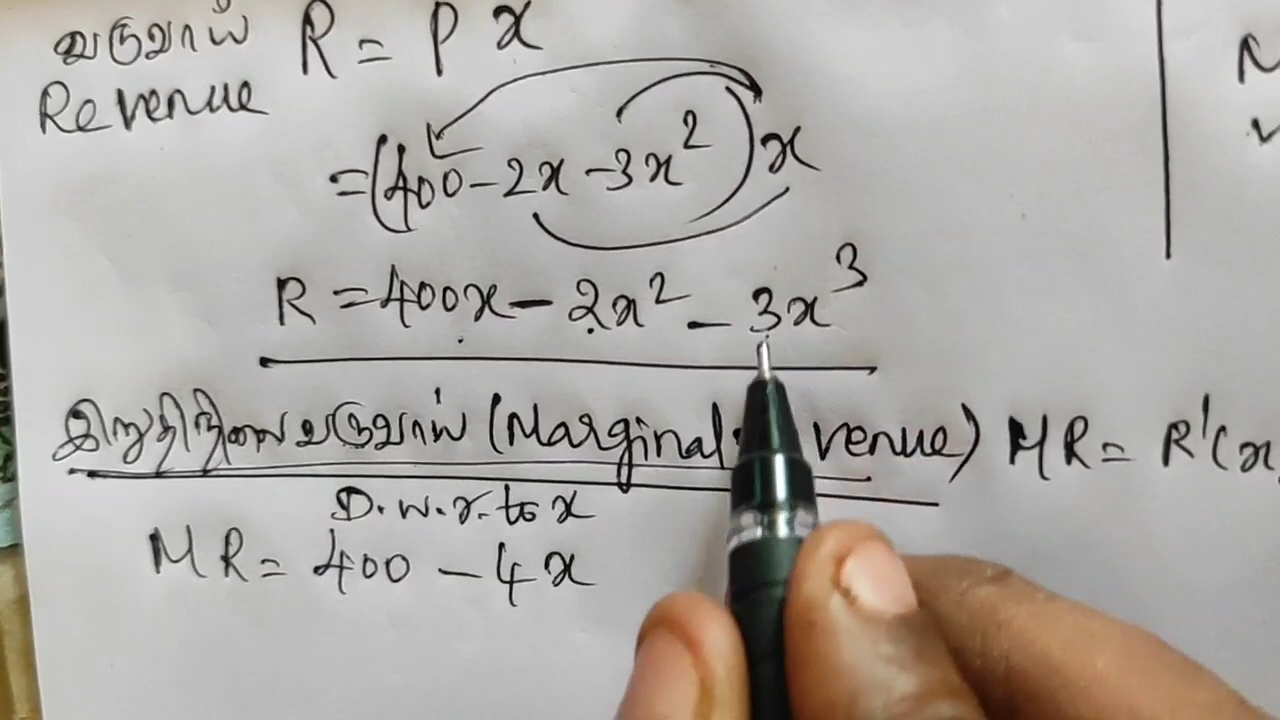 வருவாய் R = P x
Revenue
= (400 - 2x - 3x²) x
R = 400x - 2x² - 3x³
இறுதிநிலை வருவாய் (Marginal venue) MR = R'(x
D.w.r.to x
MR = 400 - 4x